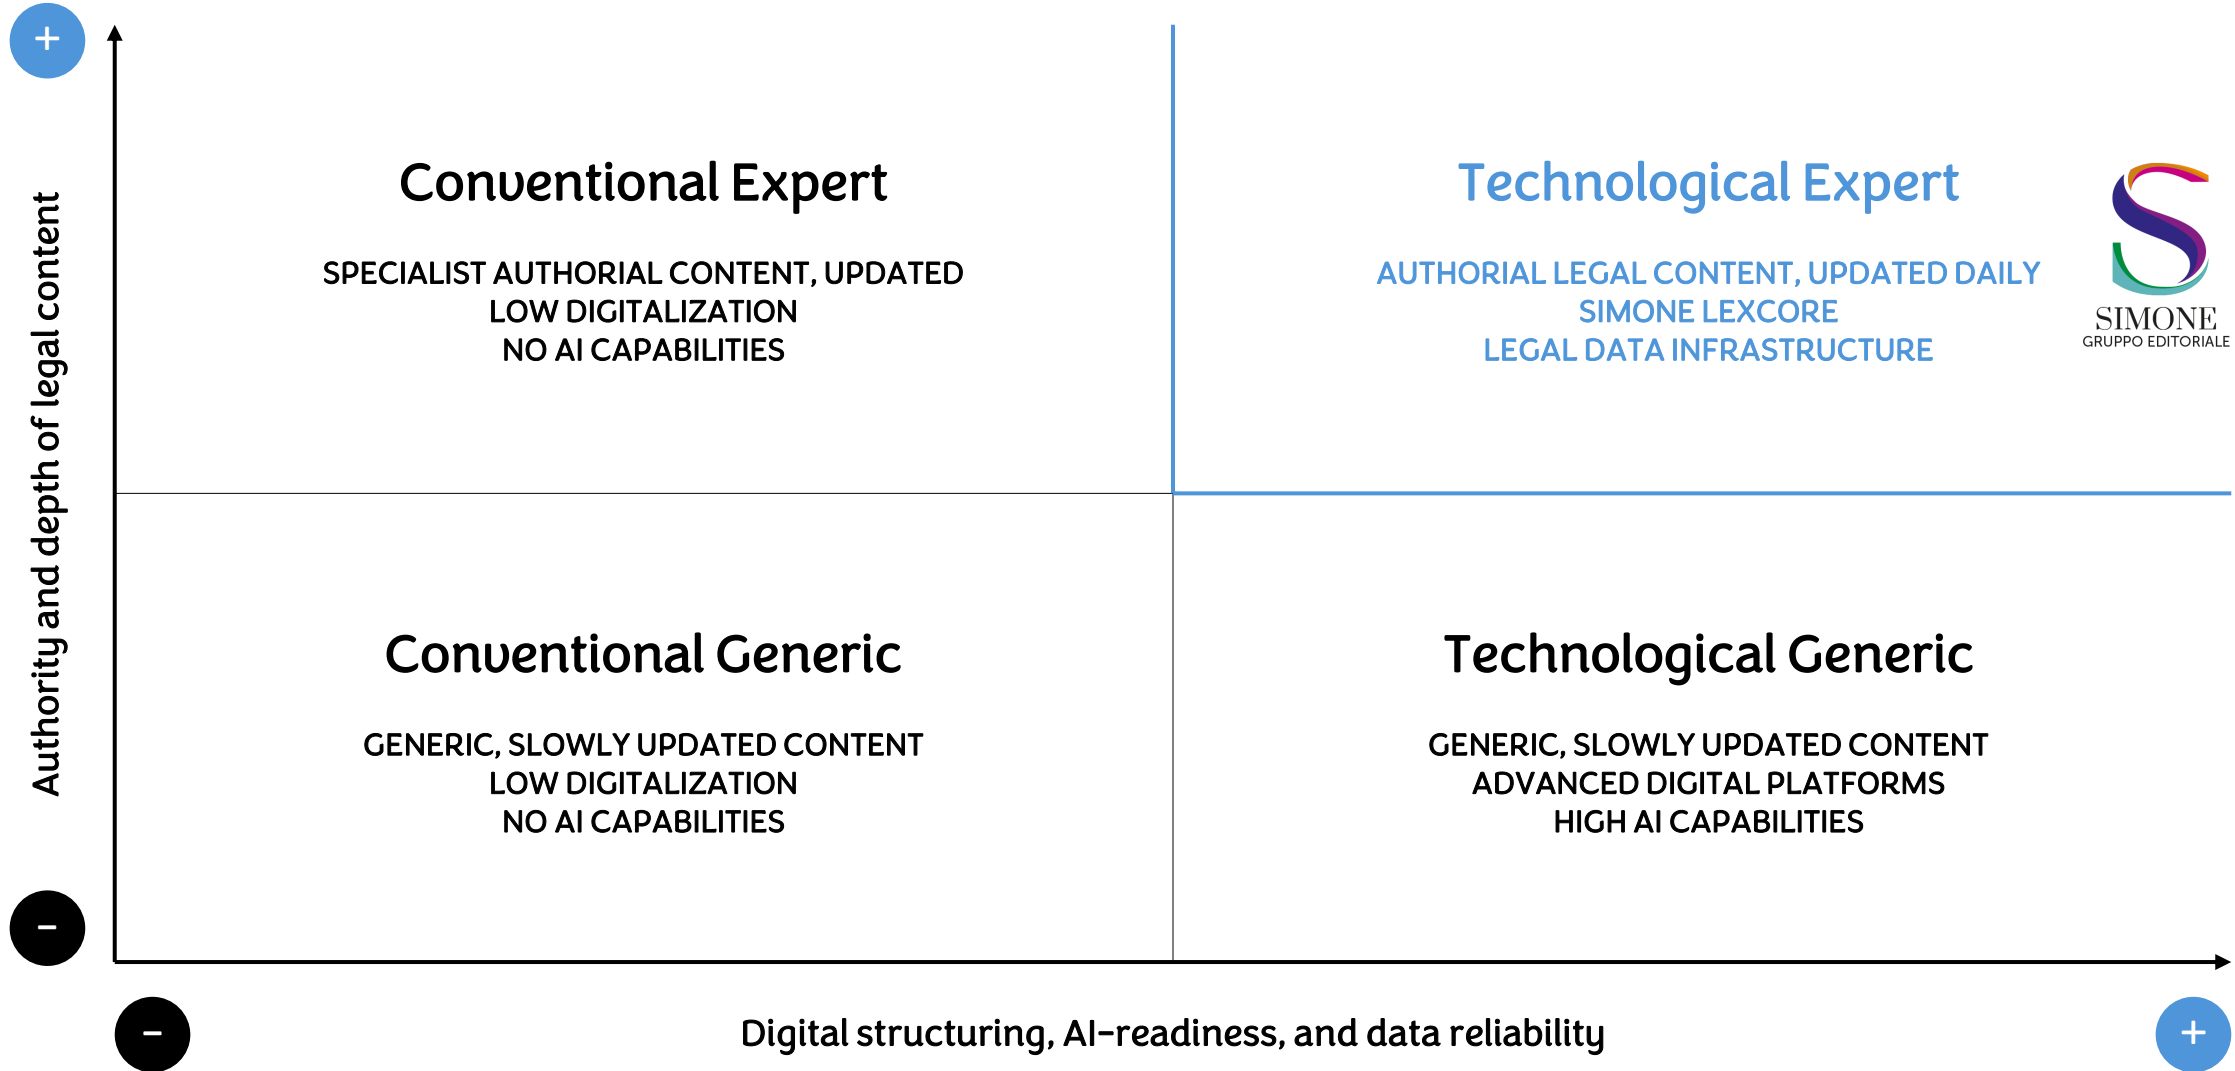 +
Authority and depth of legal content
−
Conventional Expert
SPECIALIST AUTHORIAL CONTENT, UPDATED
LOW DIGITALIZATION
NO AI CAPABILITIES
Technological Expert
AUTHORIAL LEGAL CONTENT, UPDATED DAILY
SIMONE LEXCORE
LEGAL DATA INFRASTRUCTURE
S
SIMONE
GRUPPO EDITORIALE
Conventional Generic
GENERIC, SLOWLY UPDATED CONTENT
LOW DIGITALIZATION
NO AI CAPABILITIES
Technological Generic
GENERIC, SLOWLY UPDATED CONTENT
ADVANCED DIGITAL PLATFORMS
HIGH AI CAPABILITIES
−
Digital structuring, AI-readiness, and data reliability
+